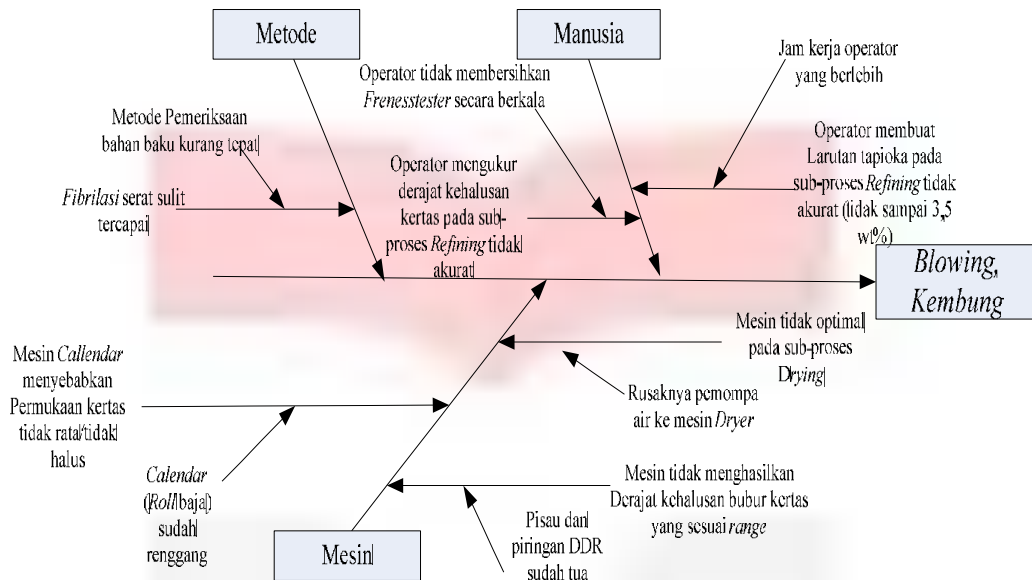 Metode
Manusia
Jam kerja operator
yang berlebih
Operator tidak membersihkan
Frenesstester secara berkala
Metode Pemeriksaan
bahan baku kurang tepat
Fibrilasi serat sulit
tercapai
Operator mengukur
derajat kehalusan
kertas pada sub-
proses Refining tidak
akurat
Operator membuat
Larutan tapioka pada
sub-proses Refining tidak
akurat (tidak sampai 3,5
wt%)
Blowing,
Kembung
Mesin tidak optimal
pada sub-proses
Drying
Rusaknya pemompa
air ke mesin Dryer
Mesin Callendar
menyebabkan
Permukaan kertas
tidak rata/tidak
halus
Calendar
(Roll baja)
sudah
renggang
Mesin tidak menghasilkan
Derajat kehalusan bubur kertas
yang sesuai range
Pisau dan
piringan DDR
sudah tua
Mesin